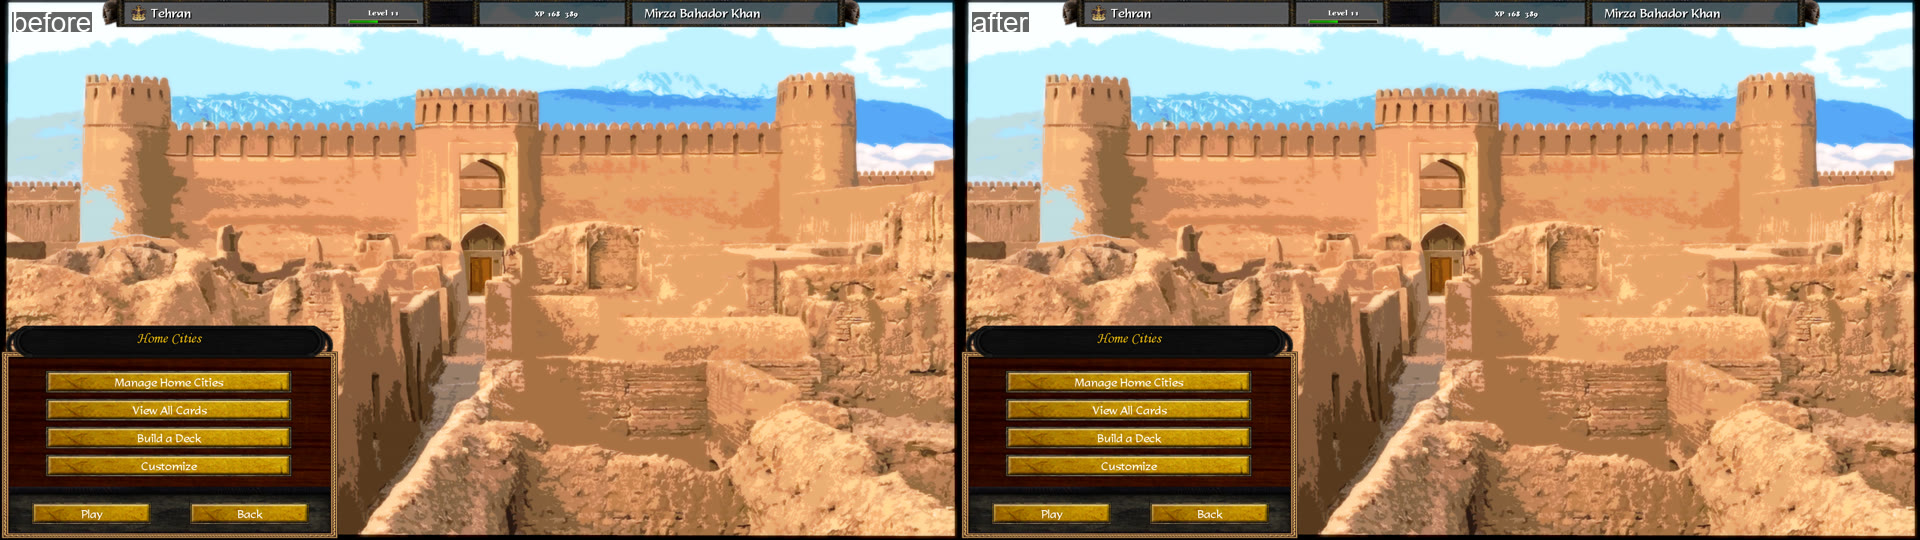 before
Tehran
Level 11
XP 168 389
Mirza Bahador Khan
Home Cities
Manage Home Cities
View All Cards
Build a Deck
Customize
Play
Back
after
Tehran
Level 11
XP 168 389
Mirza Bahador Khan
Home Cities
Manage Home Cities
View All Cards
Build a Deck
Customize
Play
Back